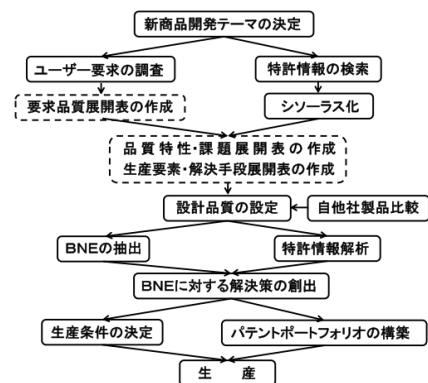 新商品開発テーマの決定
ユーザー要求の調査
特許情報の検索
要求品質展開表の作成
シソーラス化
品質特性・課題展開表の作成
生産要素・解決手段展開表の作成
設計品質の設定
自他社製品比較
BNEの抽出
特許情報解析
BNEに対する解決策の創出
生産条件の決定
パテントポートフォリオの構築
生　産